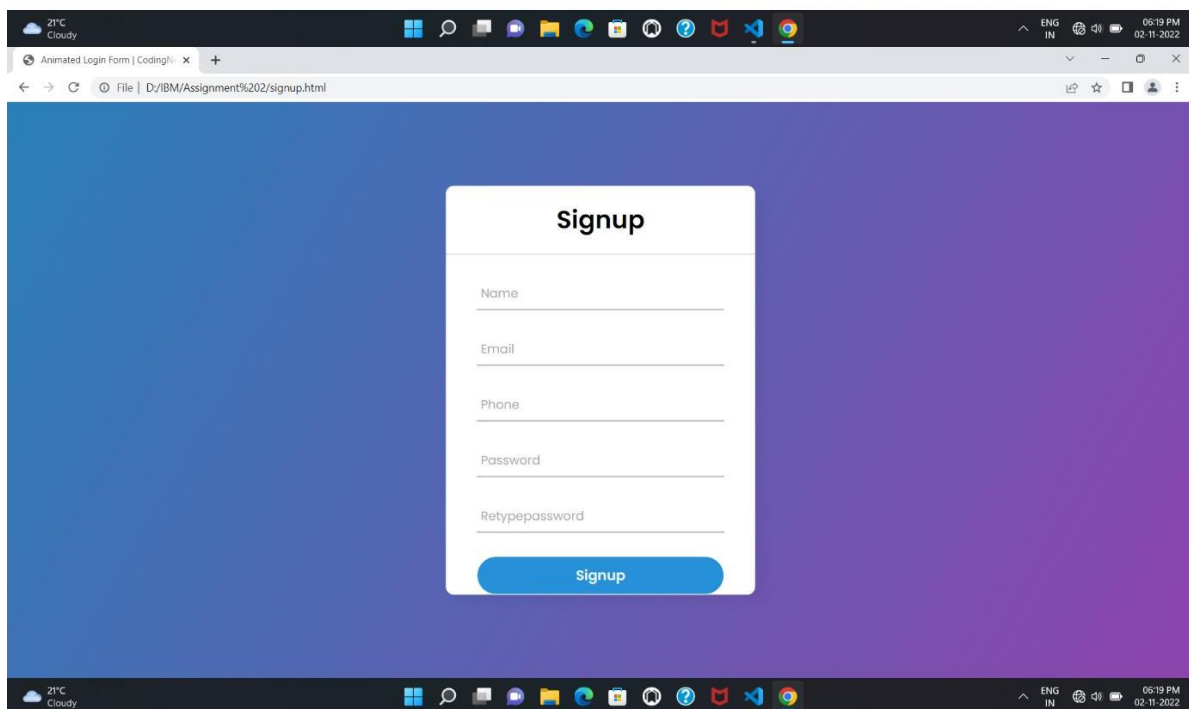 21°C
Cloudy
ENG
IN
06:19 PM
02-11-2022
Animated Login Form | CodingN
File | D:/IBM/Assignment%202/signup.html
Signup
Name
Email
Phone
Password
Retypepassword
Signup
21°C
Cloudy
ENG
IN
06:19 PM
02-11-2022